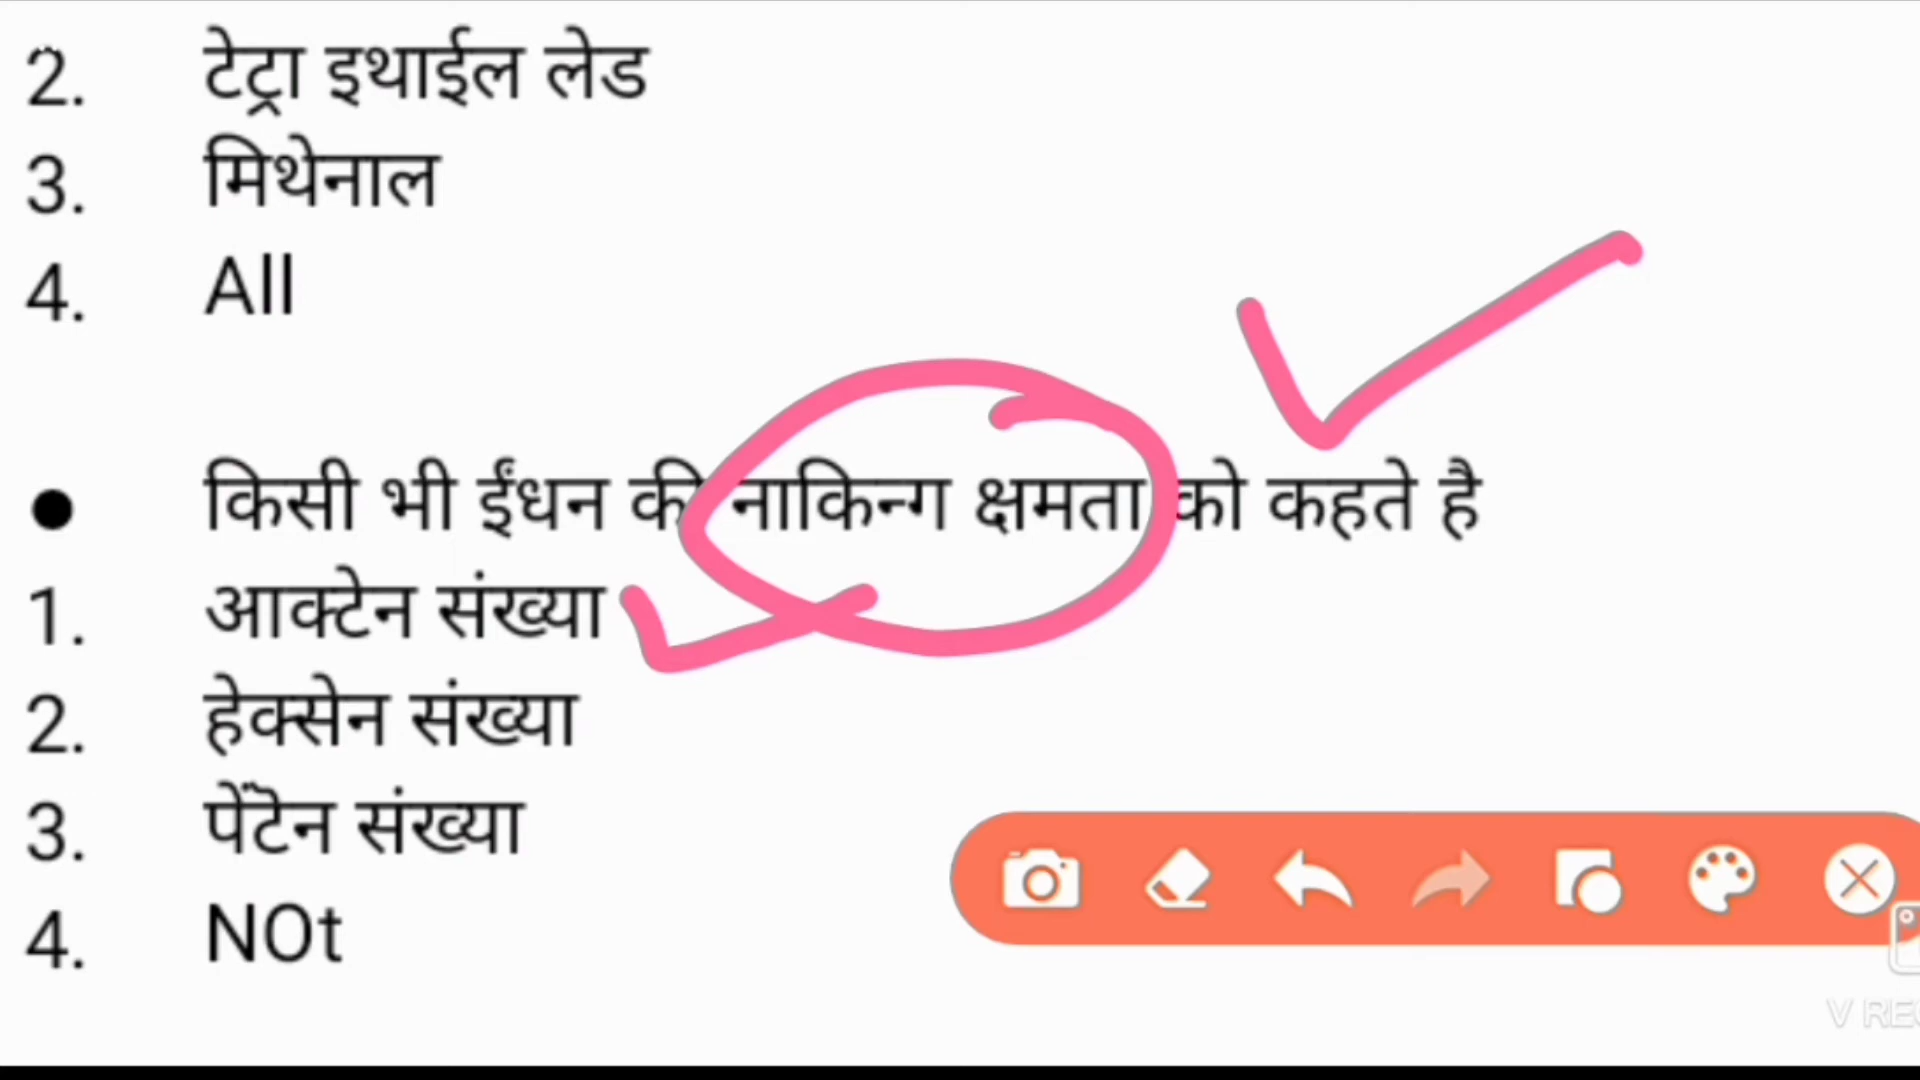 2. टेट्रा इथाईल लेड
3. मिथेनाल
4. All
● किसी भी ईंधन की नाकिन्ग क्षमता को कहते है
1. आक्टेन संख्या
2. हेक्सेन संख्या
3. पेंटेन संख्या
4. NOt